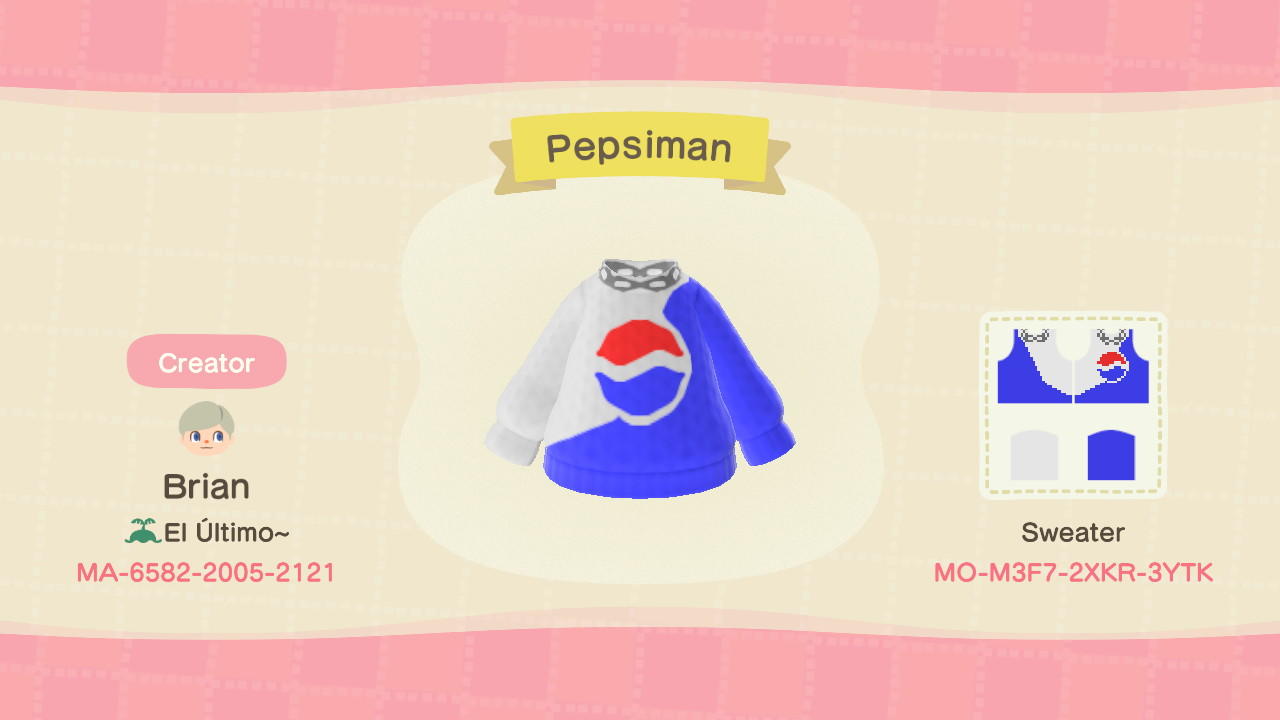 Pepsiman
Creator
Brian
El Último~
MA-6582-2005-2121
Sweater
MO-M3F7-2XKR-3YTK